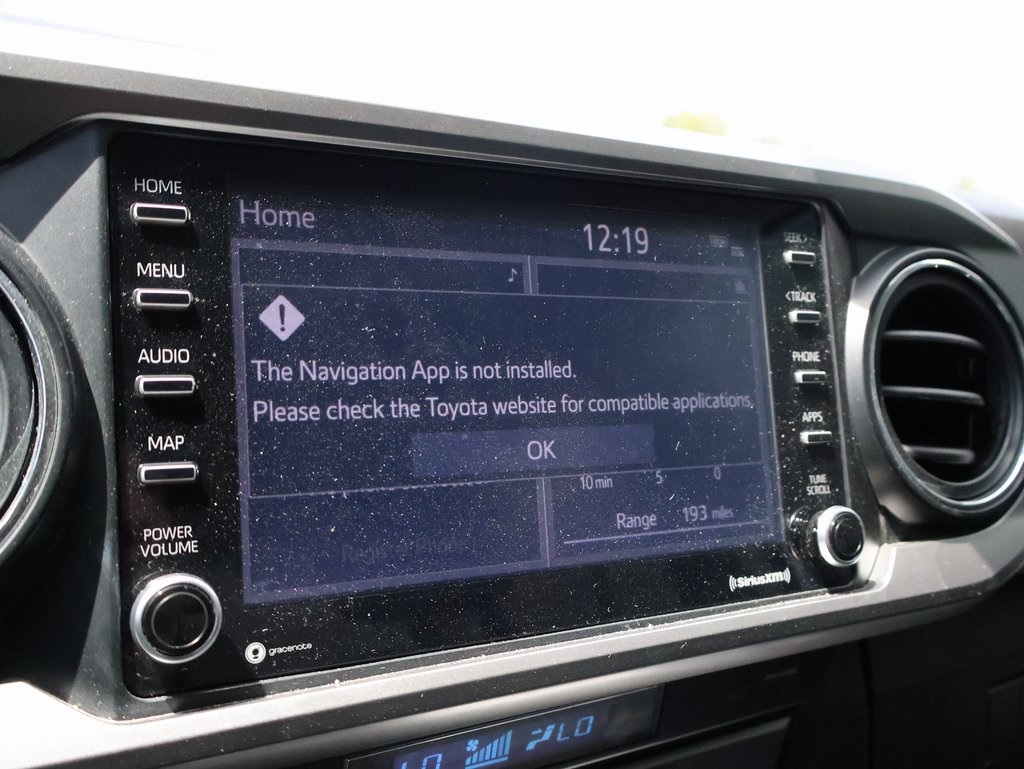 HOME
MENU
AUDIO
MAP
POWER
VOLUME
Home
12:19
The Navigation App is not installed.
Please check the Toyota website for compatible applications.
OK
10 min 5 0
Range 193 miles
SEEK>
<TRACK
PHONE
APPS
TUNE
SCROLL
SiriusXM
gracenote
LO
LO